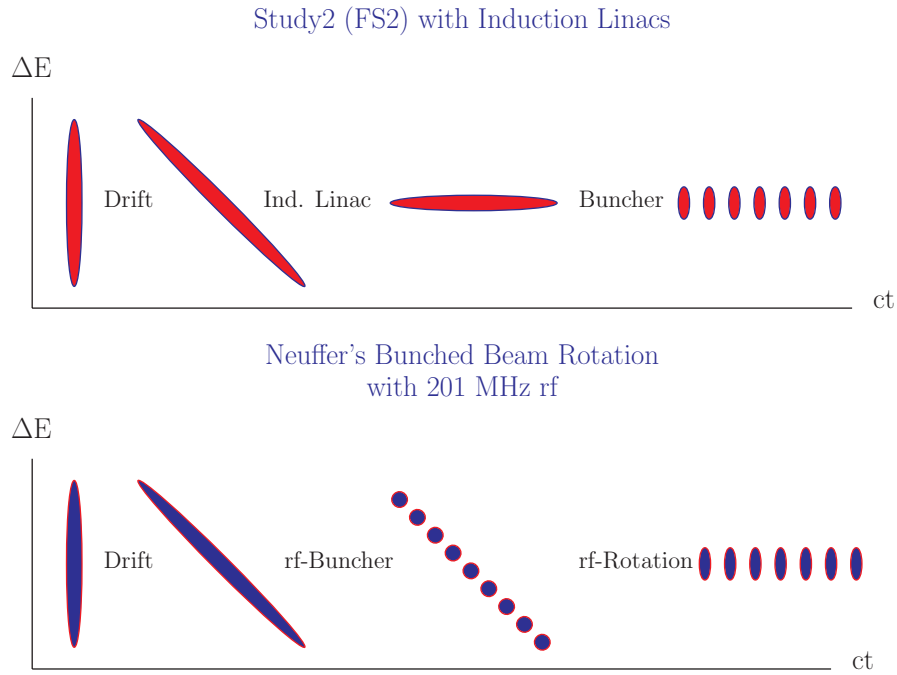 Study2 (FS2) with Induction Linacs
ΔE
Drift
Ind. Linac
Buncher
ct
Neuffer's Bunched Beam Rotation
with 201 MHz rf
ΔE
Drift
rf-Buncher
rf-Rotation
ct